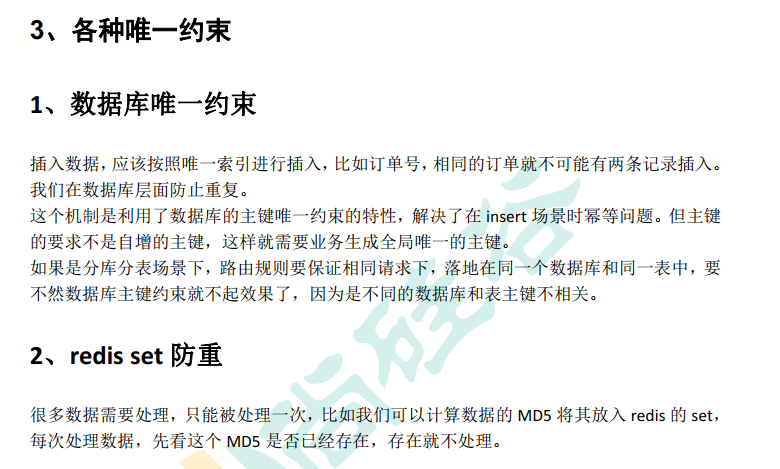 3、各种唯一约束
1、数据库唯一约束
插入数据，应该按照唯一索引进行插入，比如订单号，相同的订单就不可能有两条记录插入。
我们在数据库层面防止重复。
这个机制是利用了数据库的主键唯一约束的特性，解决了在 insert 场景时幂等问题。但主键
的要求不是自增的主键，这样就需要业务生成全局唯一的主键。
如果是分库分表场景下，路由规则要保证相同请求下，落地在同一个数据库和同一表中，要
不然数据库主键约束就不起效果了，因为是不同的数据库和表主键不相关。
2、redis set 防重
很多数据需要处理，只能被处理一次，比如我们可以计算数据的 MD5 将其放入 redis 的 set，
每次处理数据，先看这个 MD5 是否已经存在，存在就不处理。
尚硅谷